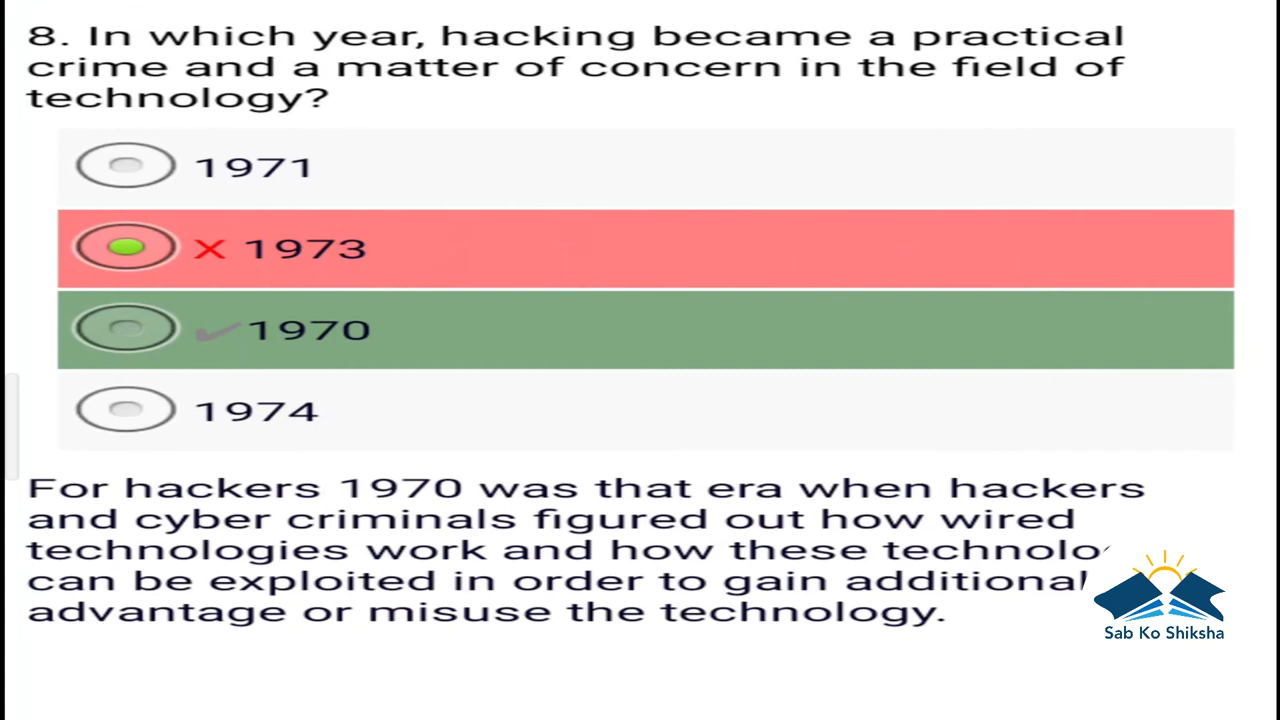 8. In which year, hacking became a practical
crime and a matter of concern in the field of
technology?
1971
× 1973
✔1970
1974
For hackers 1970 was that era when hackers
and cyber criminals figured out how wired
technologies work and how these technolo
can be exploited in order to gain additional
advantage or misuse the technology.
Sab Ko Shiksha